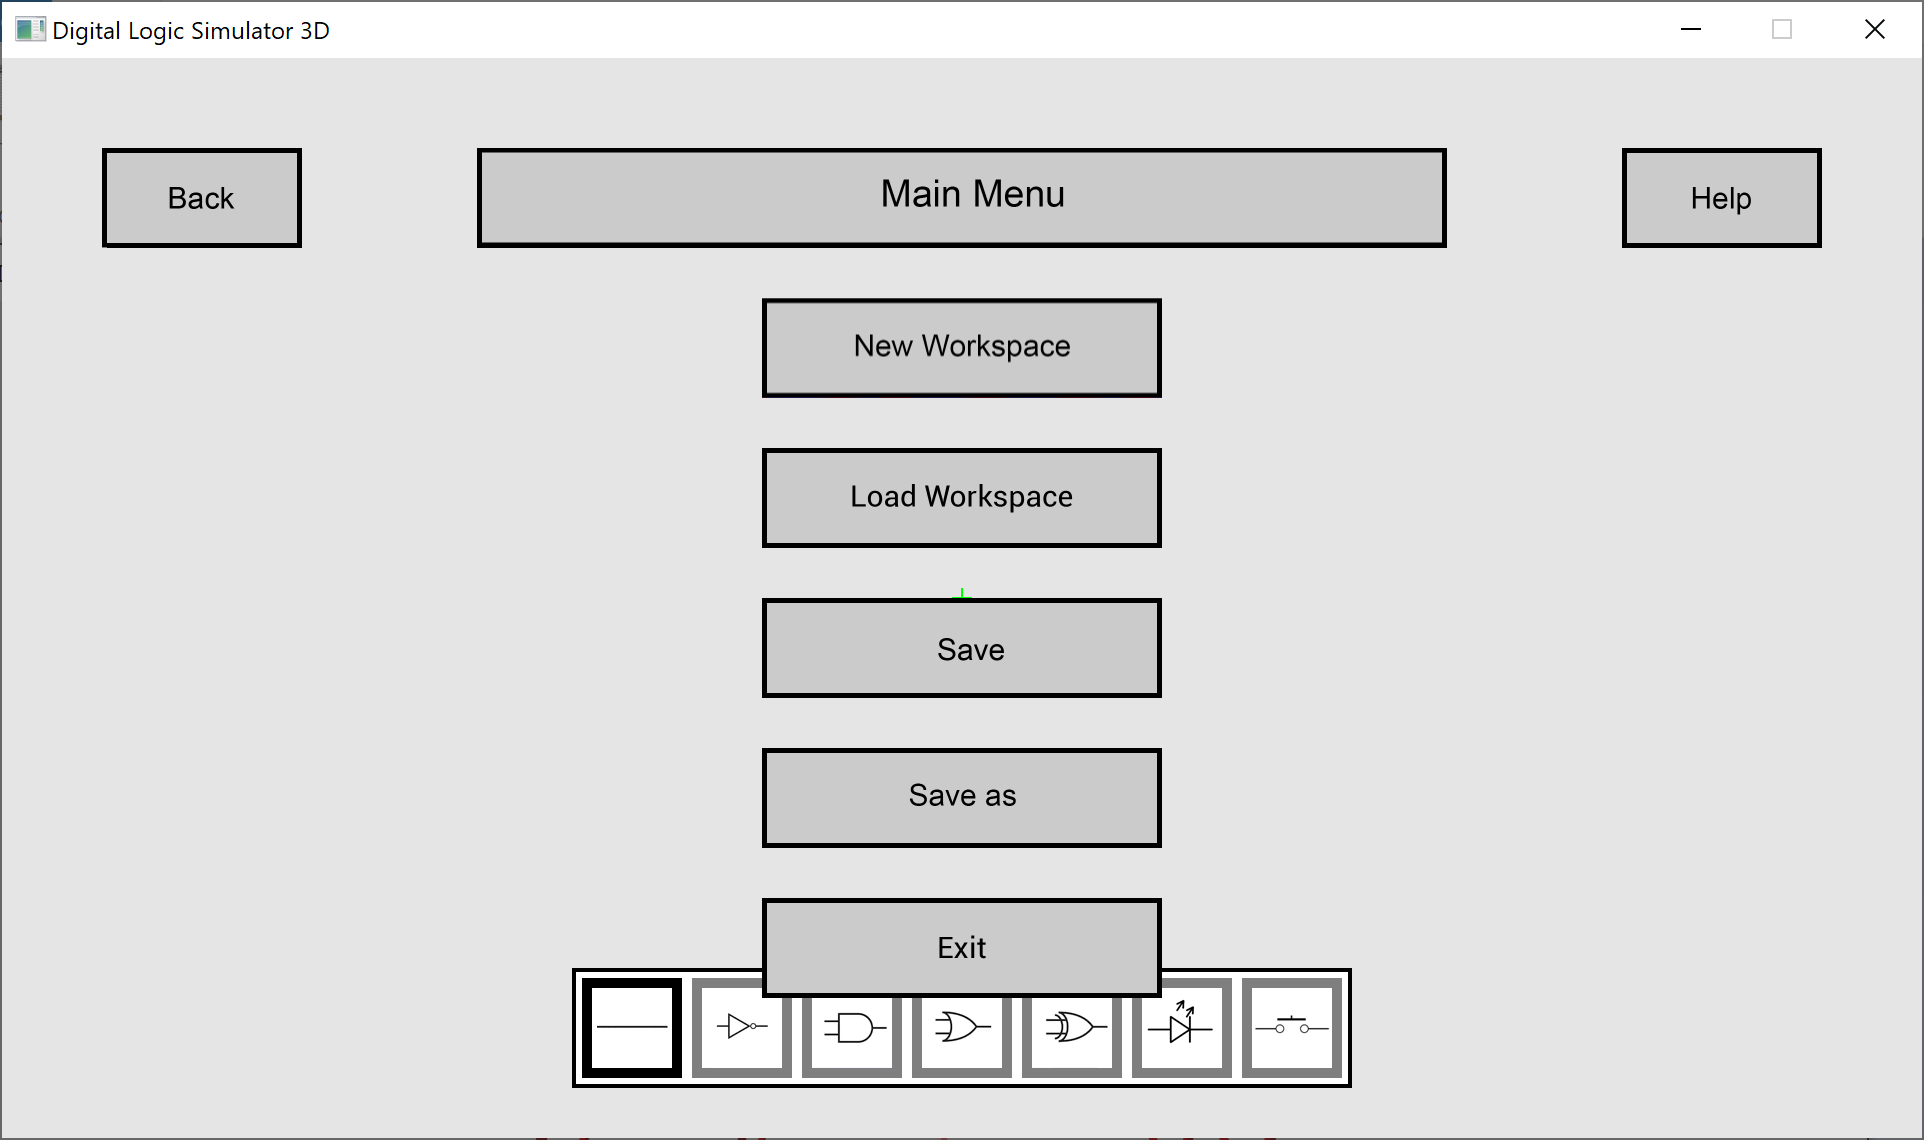 Digital Logic Simulator 3D
Back
Main Menu
Help
New Workspace
Load Workspace
Save
Save as
Exit